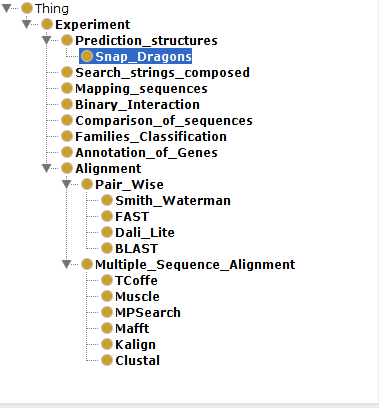 Thing
Experiment
Prediction_structures
Snap_Dragons
Search_strings_composed
Mapping_sequences
Binary_Interaction
Comparison_of_sequences
Families_Classification
Annotation_of_Genes
Alignment
Pair_Wise
Smith_Waterman
FAST
Dali_Lite
BLAST
Multiple_Sequence_Alignment
TCoffe
Muscle
MPSearch
Mafft
Kalign
Clustal